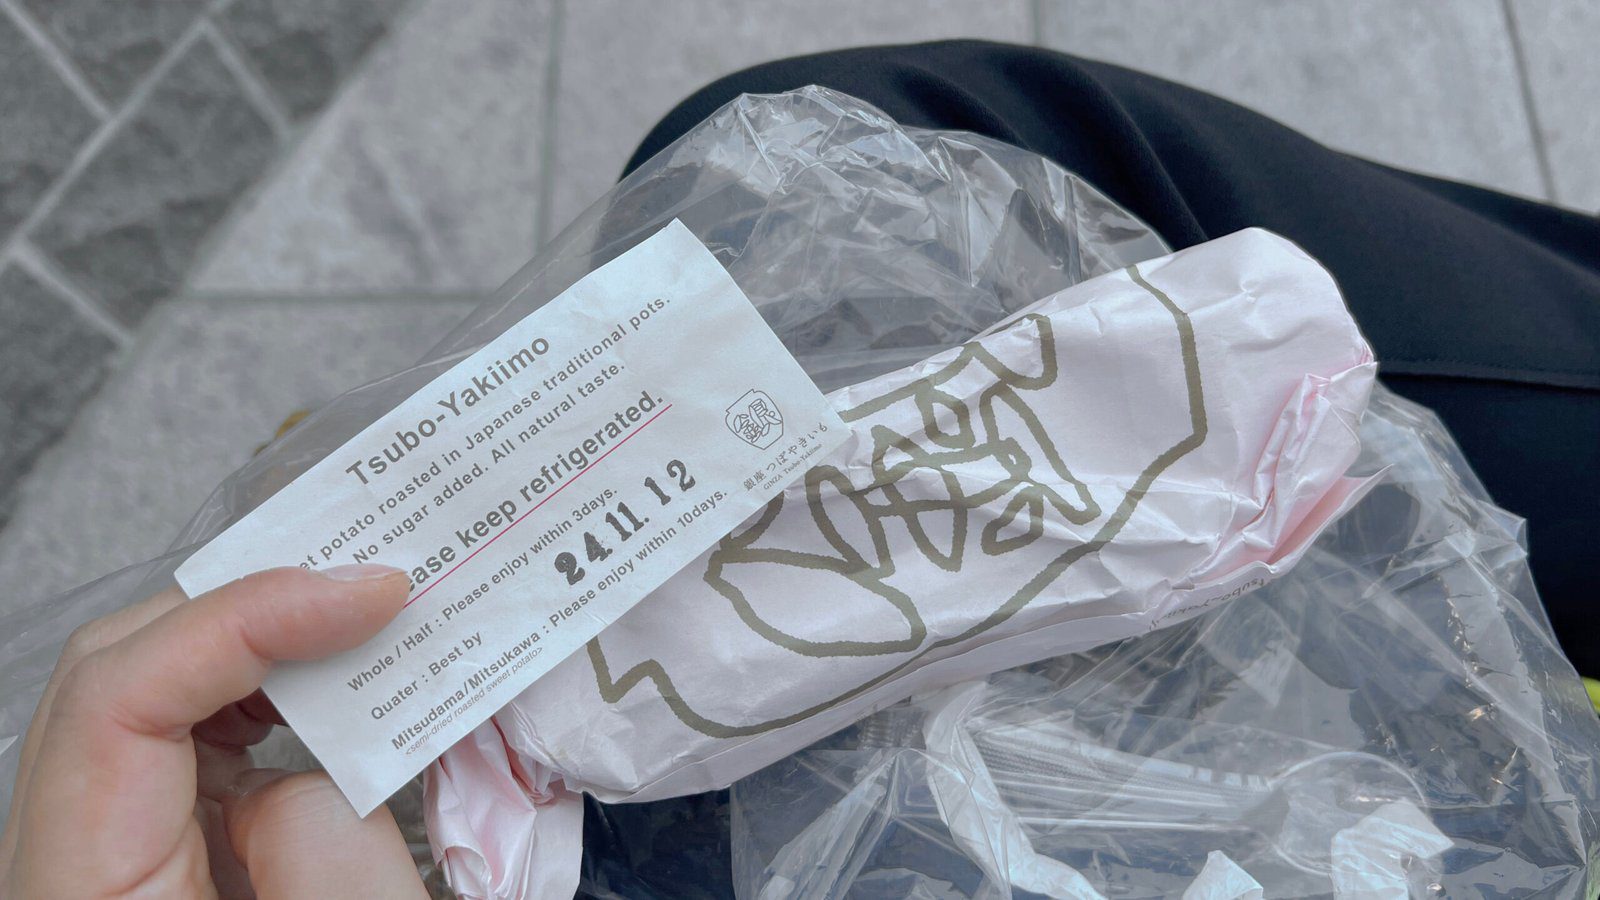 Tsubo-Yakiimo
et potato roasted in Japanese traditional pots.
No sugar added. All natural taste.
ease keep refrigerated.
Whole / Half : Please enjoy within 3days.
Quater : Best by 24.11.12
Mitsudama/Mitsukawa : Please enjoy within 10days.
<semi-dried roasted sweet potato>
銀座 つぼやきいも
GINZA Tsubo Yakiimo